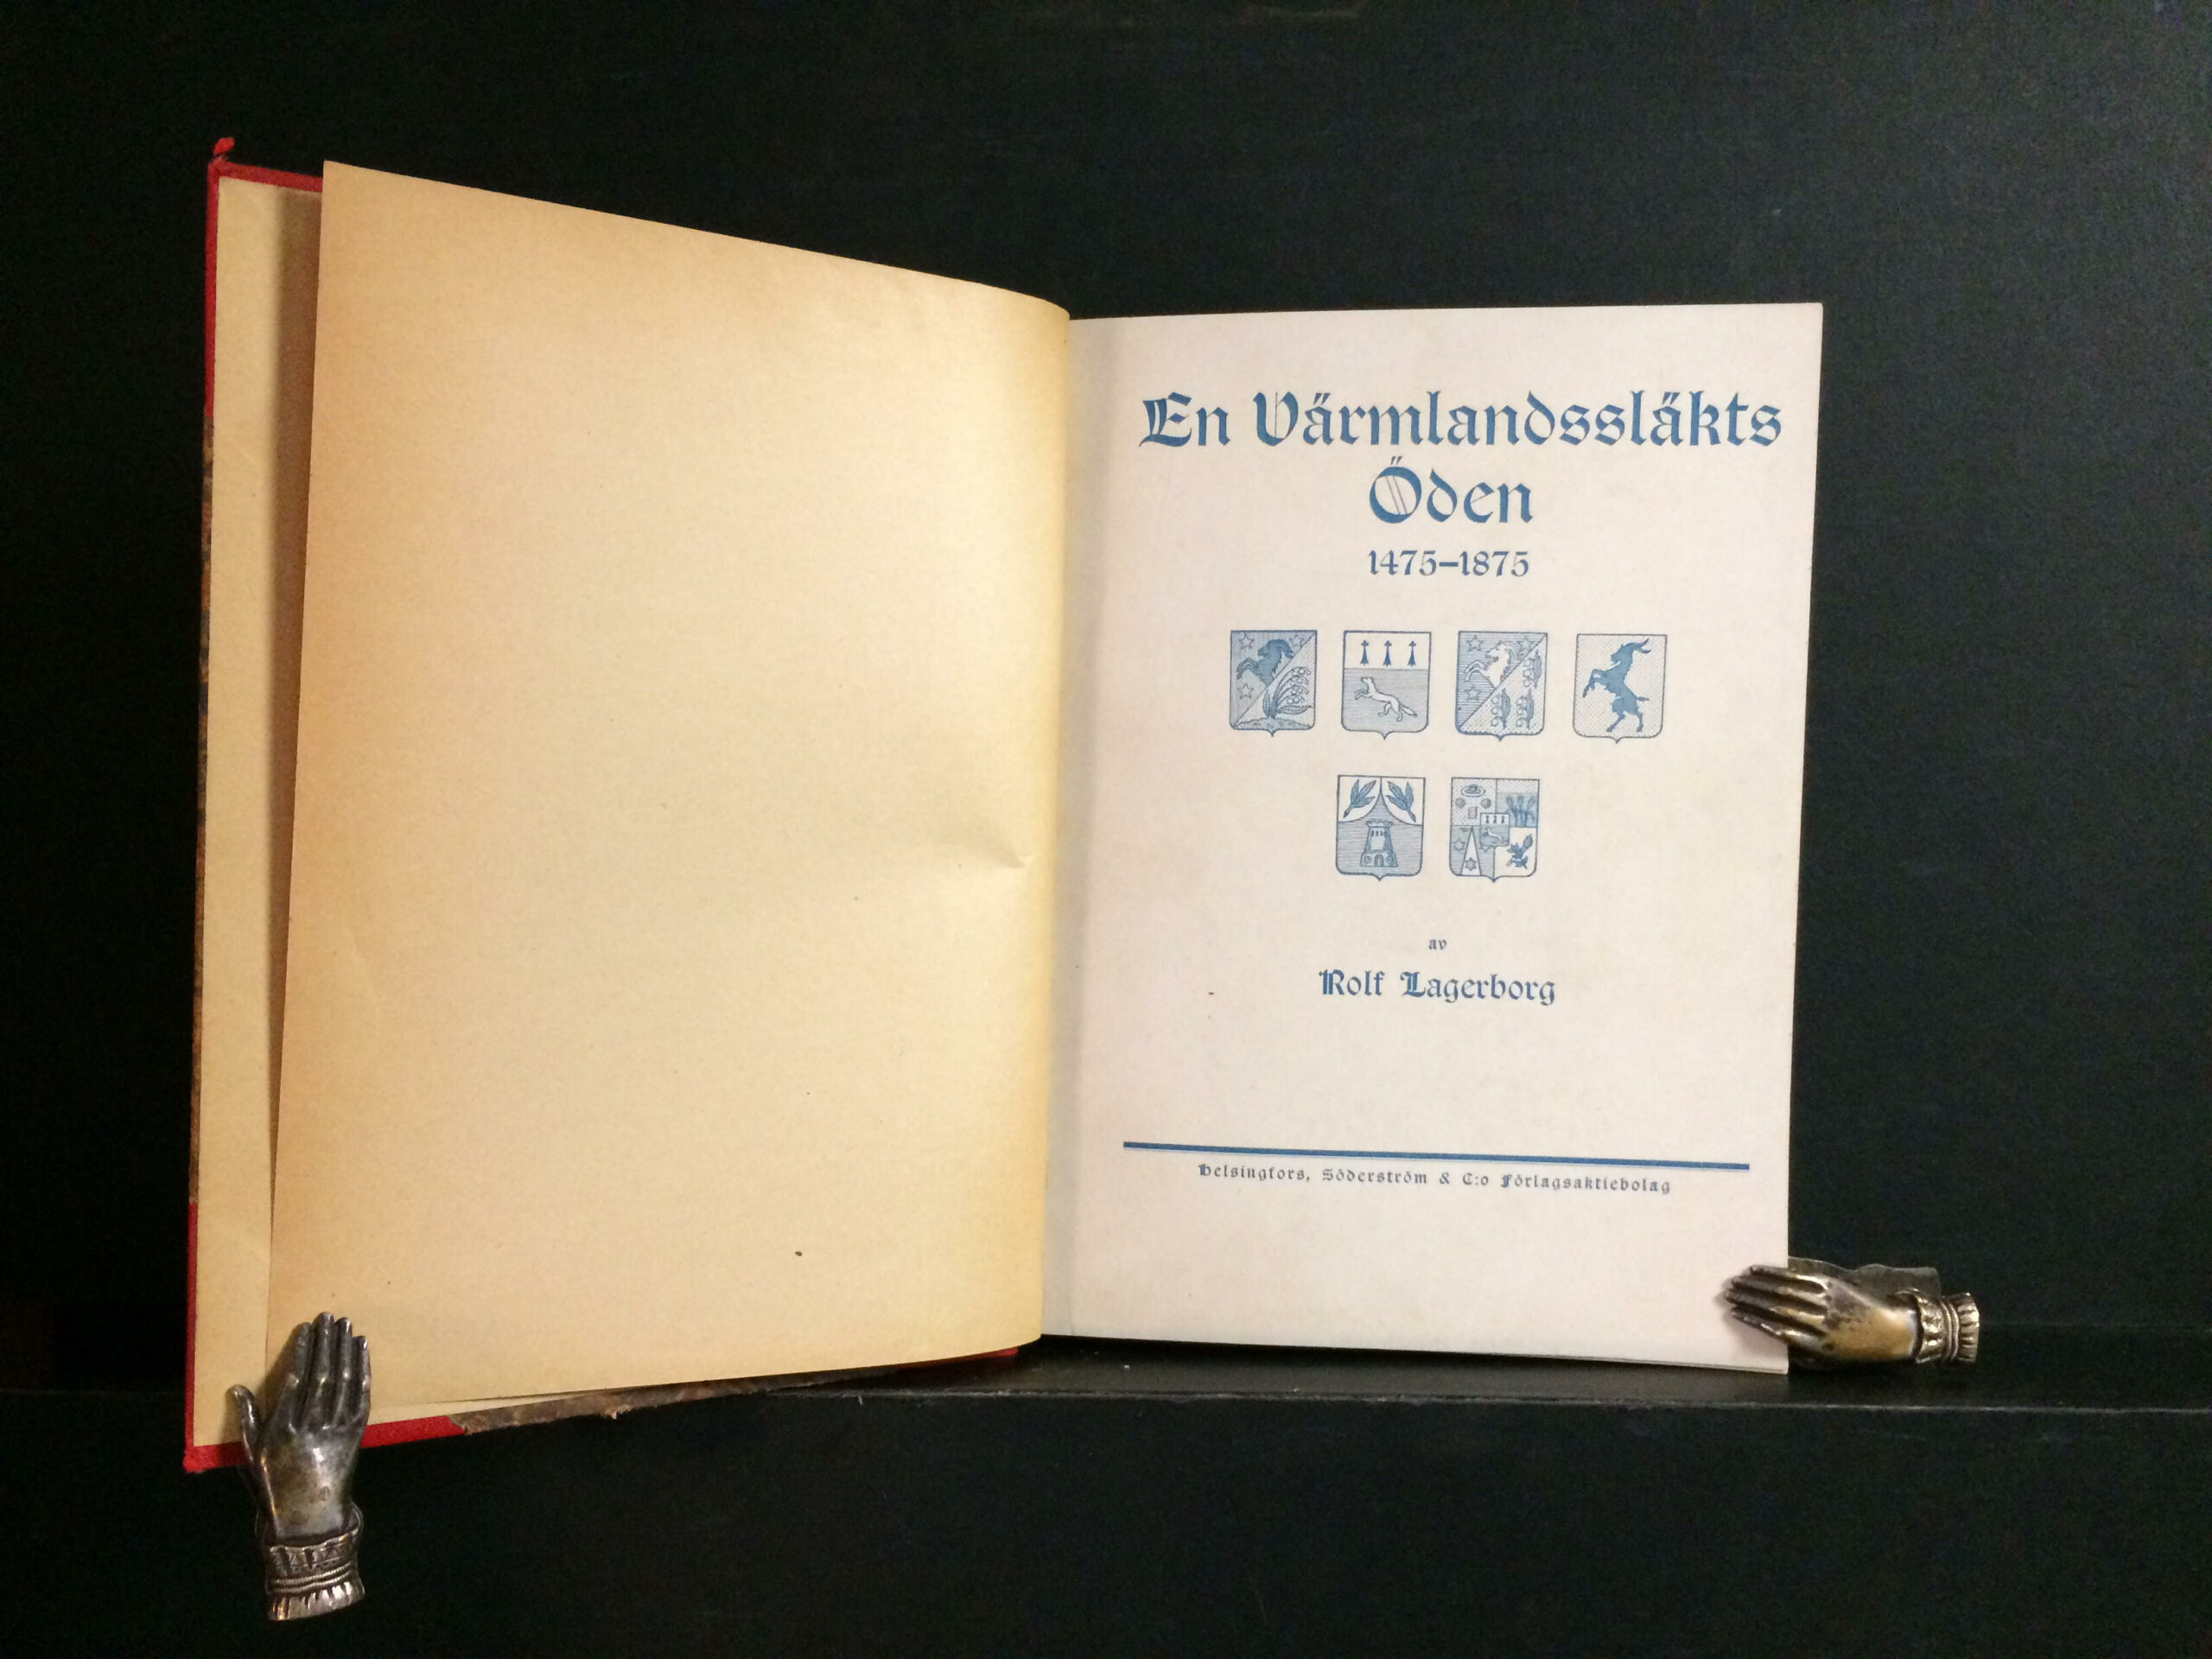 En Värmlandssläkts
Öden
1475–1875
av
Rolf Lagerborg
Helsingfors, Söderström & C:o Förlagsaktiebolag